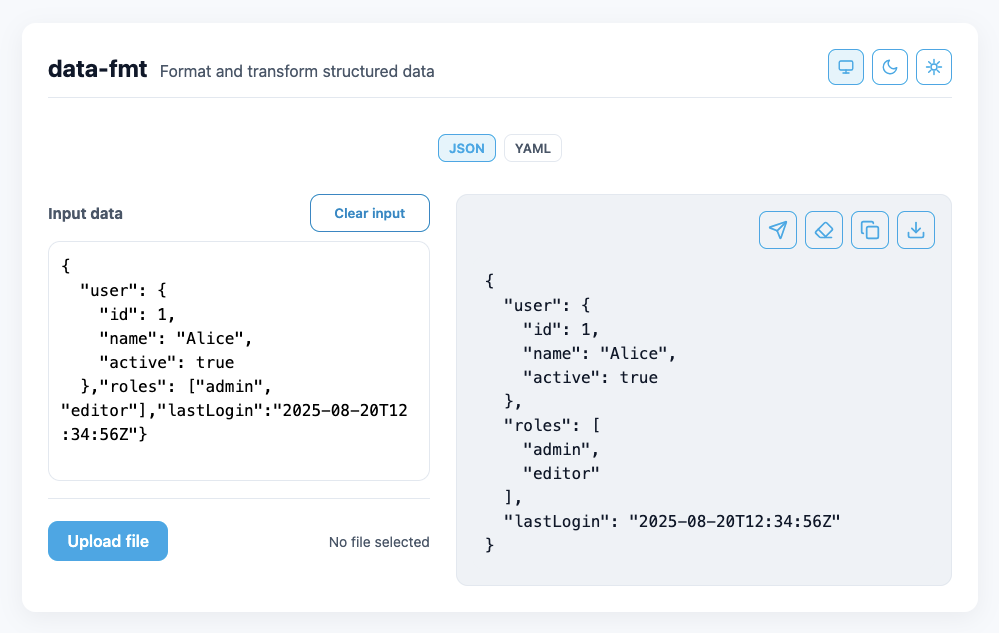 data-fmt Format and transform structured data
JSON YAML
Input data Clear input
{
  "user": {
    "id": 1,
    "name": "Alice",
    "active": true
  },"roles": ["admin",
"editor"],"lastLogin":"2025-08-20T12
:34:56Z"}
Upload file No file selected
{
  "user": {
    "id": 1,
    "name": "Alice",
    "active": true
  },
  "roles": [
    "admin",
    "editor"
  ],
  "lastLogin": "2025-08-20T12:34:56Z"
}